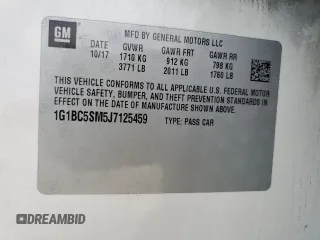 GM
MFD BY GENERAL MOTORS LLC
10/17 GVWR GAWR FRT GAWR RR
1710 KG 912 KG 798 KG
3771 LB 2011 LB 1760 LB
THIS VEHICLE CONFORMS TO ALL APPLICABLE U.S. FEDERAL MOTOR
VEHICLE SAFETY, BUMPER, AND THEFT PREVENTION STANDARDS IN
EFFECT ON THE DATE OF MANUFACTURE SHOWN ABOVE.
1G1BC5SM5J7125459 TYPE: PASS CAR
DREAMBID